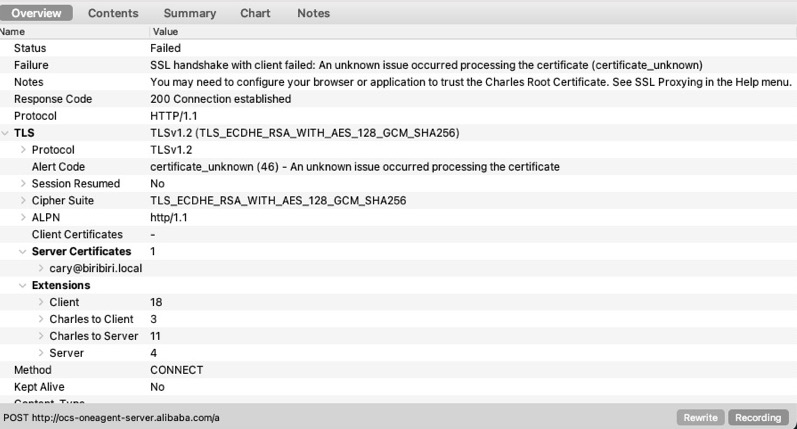 Overview Contents Summary Chart Notes
Name Value
Status Failed
Failure SSL handshake with client failed: An unknown issue occurred processing the certificate (certificate_unknown)
Notes You may need to configure your browser or application to trust the Charles Root Certificate. See SSL Proxying in the Help menu.
Response Code 200 Connection established
Protocol HTTP/1.1
TLS TLSv1.2 (TLS_ECDHE_RSA_WITH_AES_128_GCM_SHA256)
Protocol TLSv1.2
Alert Code certificate_unknown (46) - An unknown issue occurred processing the certificate
Session Resumed No
Cipher Suite TLS_ECDHE_RSA_WITH_AES_128_GCM_SHA256
ALPN http/1.1
Client Certificates -
Server Certificates 1
cary@biribiri.local
Extensions
Client 18
Charles to Client 3
Charles to Server 11
Server 4
Method CONNECT
Kept Alive No
POST http://ocs-oneagent-server.alibaba.com/a Rewrite Recording